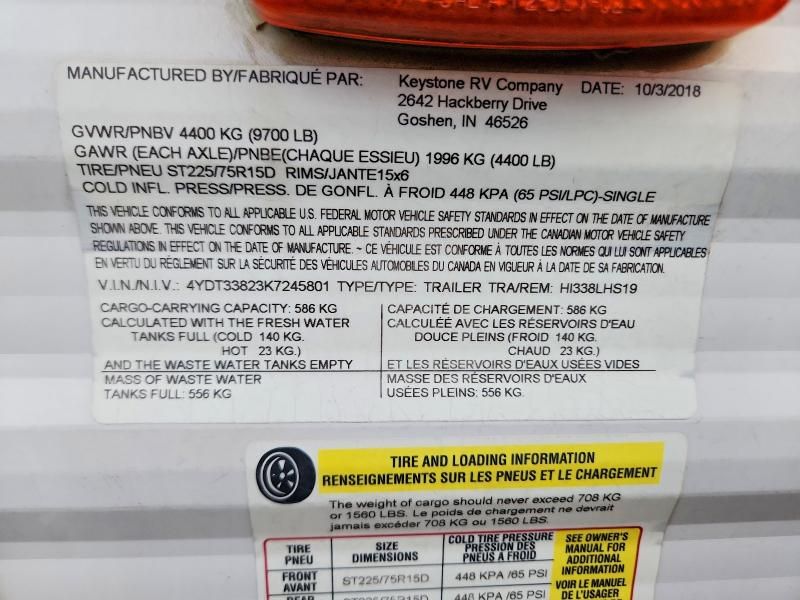 MANUFACTURED BY/FABRIQUÉ PAR: Keystone RV Company DATE: 10/3/2018
2642 Hackberry Drive
Goshen, IN 46526
GVWR/PNBV 4400 KG (9700 LB)
GAWR (EACH AXLE)/PNBE(CHAQUE ESSIEU) 1996 KG (4400 LB)
TIRE/PNEU ST225/75R15D RIMS/JANTE15x6
COLD INFL. PRESS/PRESS. DE GONFL. À FROID 448 KPA (65 PSI/LPC)-SINGLE
THIS VEHICLE CONFORMS TO ALL APPLICABLE U.S. FEDERAL MOTOR VEHICLE SAFETY STANDARDS IN EFFECT ON THE DATE OF MANUFACTURE
SHOWN ABOVE. THIS VEHICLE CONFORMS TO ALL APPLICABLE STANDARDS PRESCRIBED UNDER THE CANADIAN MOTOR VEHICLE SAFETY
REGULATIONS IN EFFECT ON THE DATE OF MANUFACTURE. ~ CE VÉHICULE EST CONFORME À TOUTES LES NORMES QUI LUI SONT APPLICABLES
EN VERTU DU RÈGLEMENT SUR LA SÉCURITÉ DES VÉHICULES AUTOMOBILES DU CANADA EN VIGUEUR À LA DATE DE SA FABRICATION.
V.I.N./N.I.V.: 4YDT33823K7245801 TYPE/TYPE: TRAILER TRA/REM: HI338LHS19
CARGO-CARRYING CAPACITY: 586 KG
CALCULATED WITH THE FRESH WATER
TANKS FULL (COLD 140 KG.
HOT 23 KG.)
AND THE WASTE WATER TANKS EMPTY
MASS OF WASTE WATER
TANKS FULL: 556 KG
CAPACITÉ DE CHARGEMENT: 586 KG
CALCULÉE AVEC LES RÉSERVOIRS D'EAU
DOUCE PLEINS (FROID 140 KG.
CHAUD 23 KG.)
ET LES RÉSERVOIRS D'EAUX USÉES VIDES
MASSE DES RÉSERVOIRS D'EAUX
USÉES PLEINS: 556 KG
TIRE AND LOADING INFORMATION
RENSEIGNEMENTS SUR LES PNEUS ET LE CHARGEMENT
The weight of cargo should never exceed 708 KG
or 1560 LBS. Le poids de chargement ne devrait
jamais excéder 708 KG ou 1560 LBS.
TIRE
PNEU
SIZE
DIMENSIONS
COLD TIRE PRESSURE
PRESSION DES
PNEUS A FROID
SEE OWNER'S
MANUAL FOR
ADDITIONAL
INFORMATION
VOIR LE MANUEL
DE L'USAGER
FRONT
AVANT
ST225/75R15D
448 KPA /65 PSI